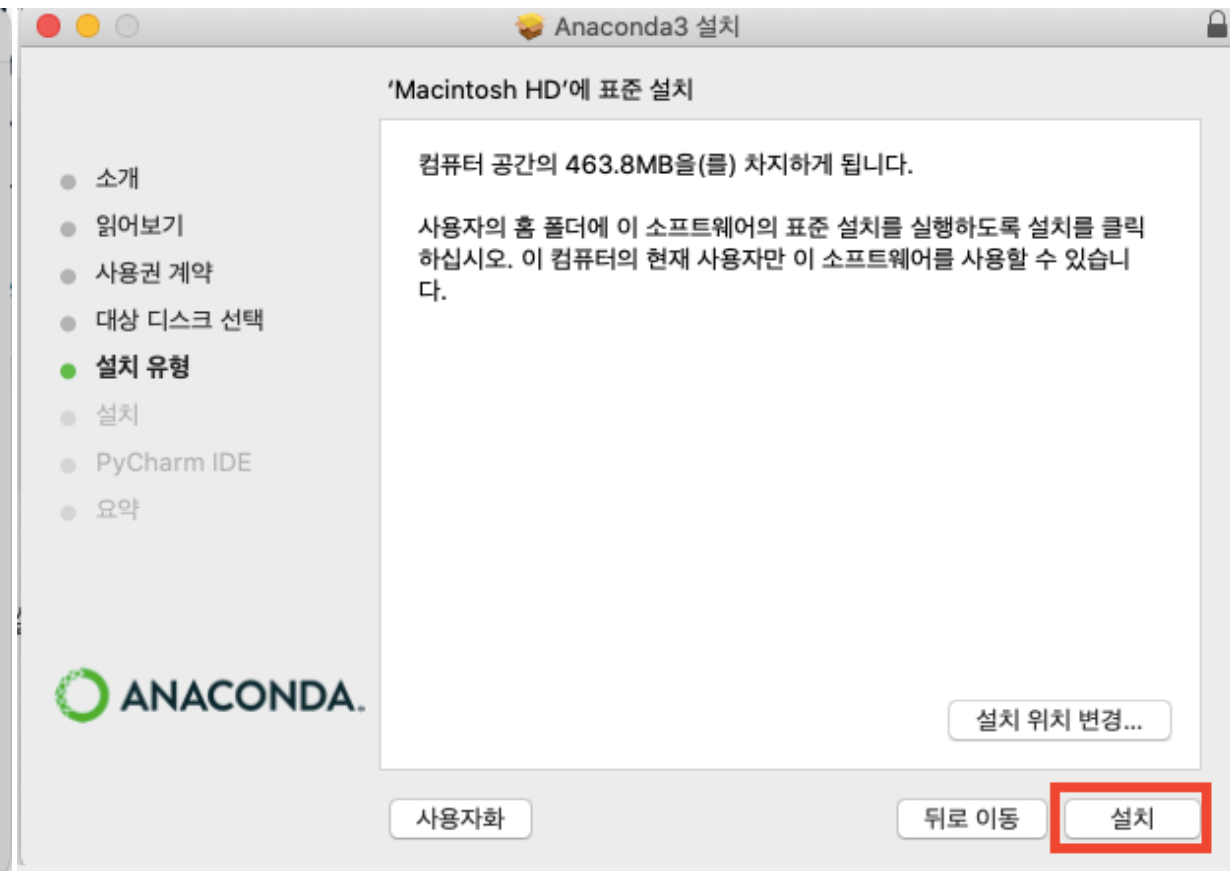 Anaconda3 설치
'Macintosh HD'에 표준 설치
소개
읽어보기
사용권 계약
대상 디스크 선택
설치 유형
설치
PyCharm IDE
요약
컴퓨터 공간의 463.8MB을(를) 차지하게 됩니다.
사용자의 홈 폴더에 이 소프트웨어의 표준 설치를 실행하도록 설치를 클릭
하십시오. 이 컴퓨터의 현재 사용자만 이 소프트웨어를 사용할 수 있습니
다.
ANACONDA.
설치 위치 변경...
사용자화
뒤로 이동
설치